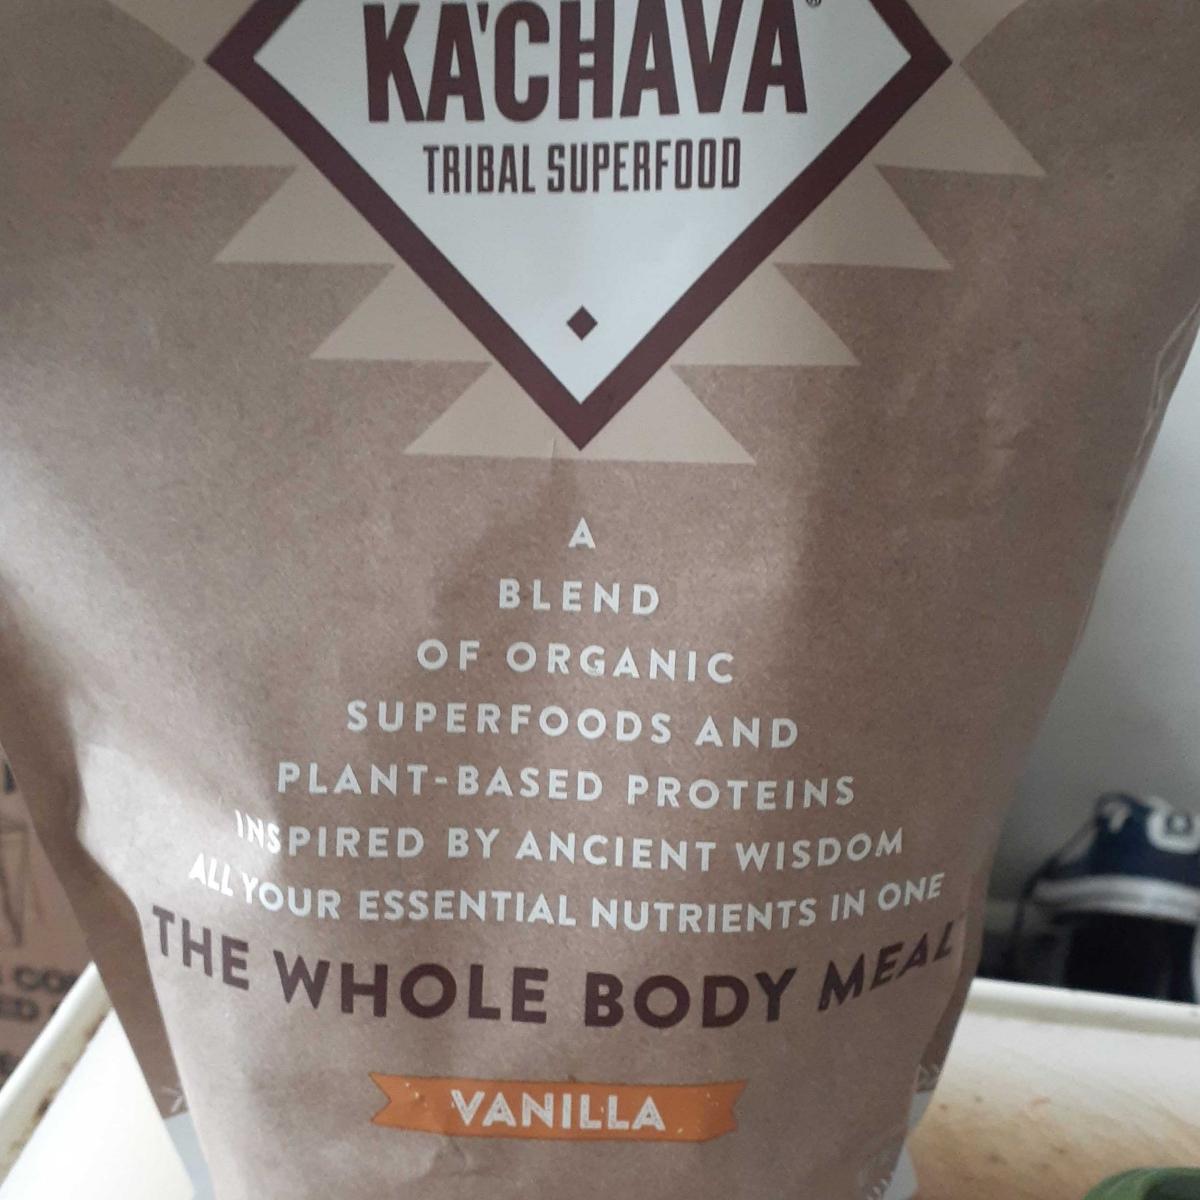 KA'CHAVA®
TRIBAL SUPERFOOD
A
BLEND
OF ORGANIC
SUPERFOODS AND
PLANT-BASED PROTEINS
INSPIRED BY ANCIENT WISDOM
ALL YOUR ESSENTIAL NUTRIENTS IN ONE
THE WHOLE BODY MEAL
VANILLA